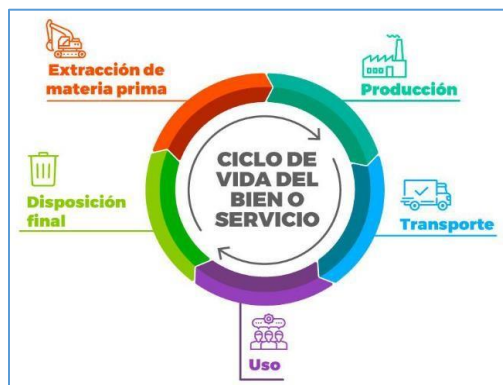 Extracción de
materia prima
Producción
CICLO DE
VIDA DEL
BIEN O
SERVICIO
Disposición
final
Transporte
Uso